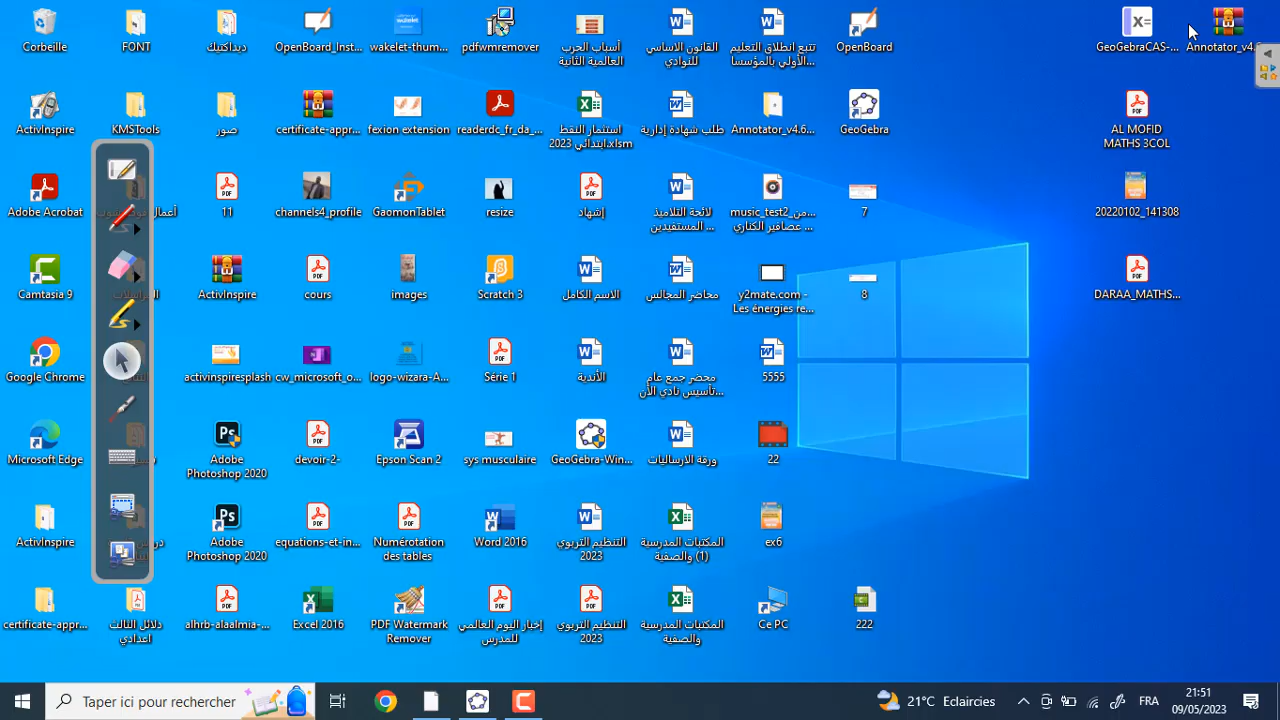 Corbeille
FONT
ديداكتيك
OpenBoard_Inst...
wakelet-thum...
pdfwmremover
أسباب الحرب
العالمية الثانية
القانون الاساسي
للنوادي
تتبع انطلاق التعليم
...الأولي بالمؤسسا
OpenBoard
GeoGebraCAS-...
Annotator_v4.6
ActivInspire
KMSTools
صور
certificate-appr...
fexion extension
readerdc_fr_da_...
استثمار النقط
ابتدائي 2023.xlsm
طلب شهادة إدارية
Annotator_v4.6...
GeoGebra
AL MOFID
MATHS 3COL
Adobe Acrobat
11
channels4_profile
GaomonTablet
resize
إشهاد
لائحة التلاميذ
المستفيدين ...
music_test2_من...
عصافير الكناري ...
7
20220102_141308
Camtasia 9
ActivInspire
cours
images
Scratch 3
الاسم الكامل
محاضر المجالس
y2mate.com -
Les énergies re...
8
DARAA_MATHS...
Google Chrome
activinspiresplash
cw_microsoft_o...
logo-wizara-A...
Série 1
الأندية
محضر جمع عام
تأسيس نادي الأن...
5555
Microsoft Edge
Adobe
Photoshop 2020
devoir-2-
Epson Scan 2
sys musculaire
GeoGebra-Win...
ورقة الارساليات
22
ActivInspire
Adobe
Photoshop 2020
equations-et-in...
Numérotation
des tables
Word 2016
التنظيم التربوي
2023
المكتبات المدرسية
والصفية (1)
ex6
certificate-appr...
دلائل الثالث
اعدادي
alhrb-alaalmia-...
Excel 2016
PDF Watermark
Remover
إخبار اليوم العالمي
للمدرس
التنظيم التربوي
2023
المكتبات المدرسية
والصفية
Ce PC
222
Taper ici pour rechercher
21°C Eclaircies
FRA
21:51
09/05/2023